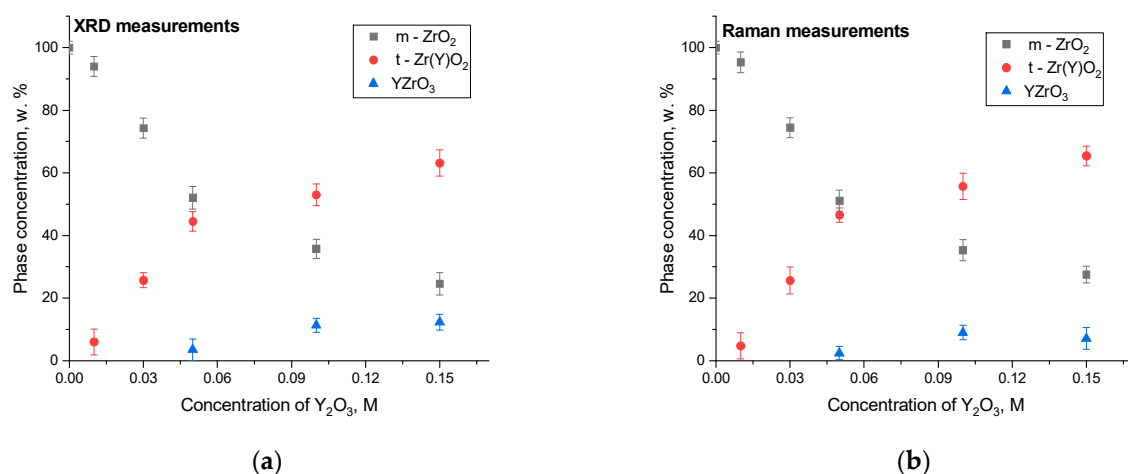 XRD measurements
m - ZrO₂
t - Zr(Y)O₂
YZrO₃
Phase concentration, w. %
100
80
60
40
20
0
0.00 0.03 0.06 0.09 0.12 0.15
Concentration of Y₂O₃, M
(a)
Raman measurements
m - ZrO₂
t - Zr(Y)O₂
YZrO₃
Phase concentration, w. %
100
80
60
40
20
0
0.00 0.03 0.06 0.09 0.12 0.15
Concentration of Y₂O₃, M
(b)